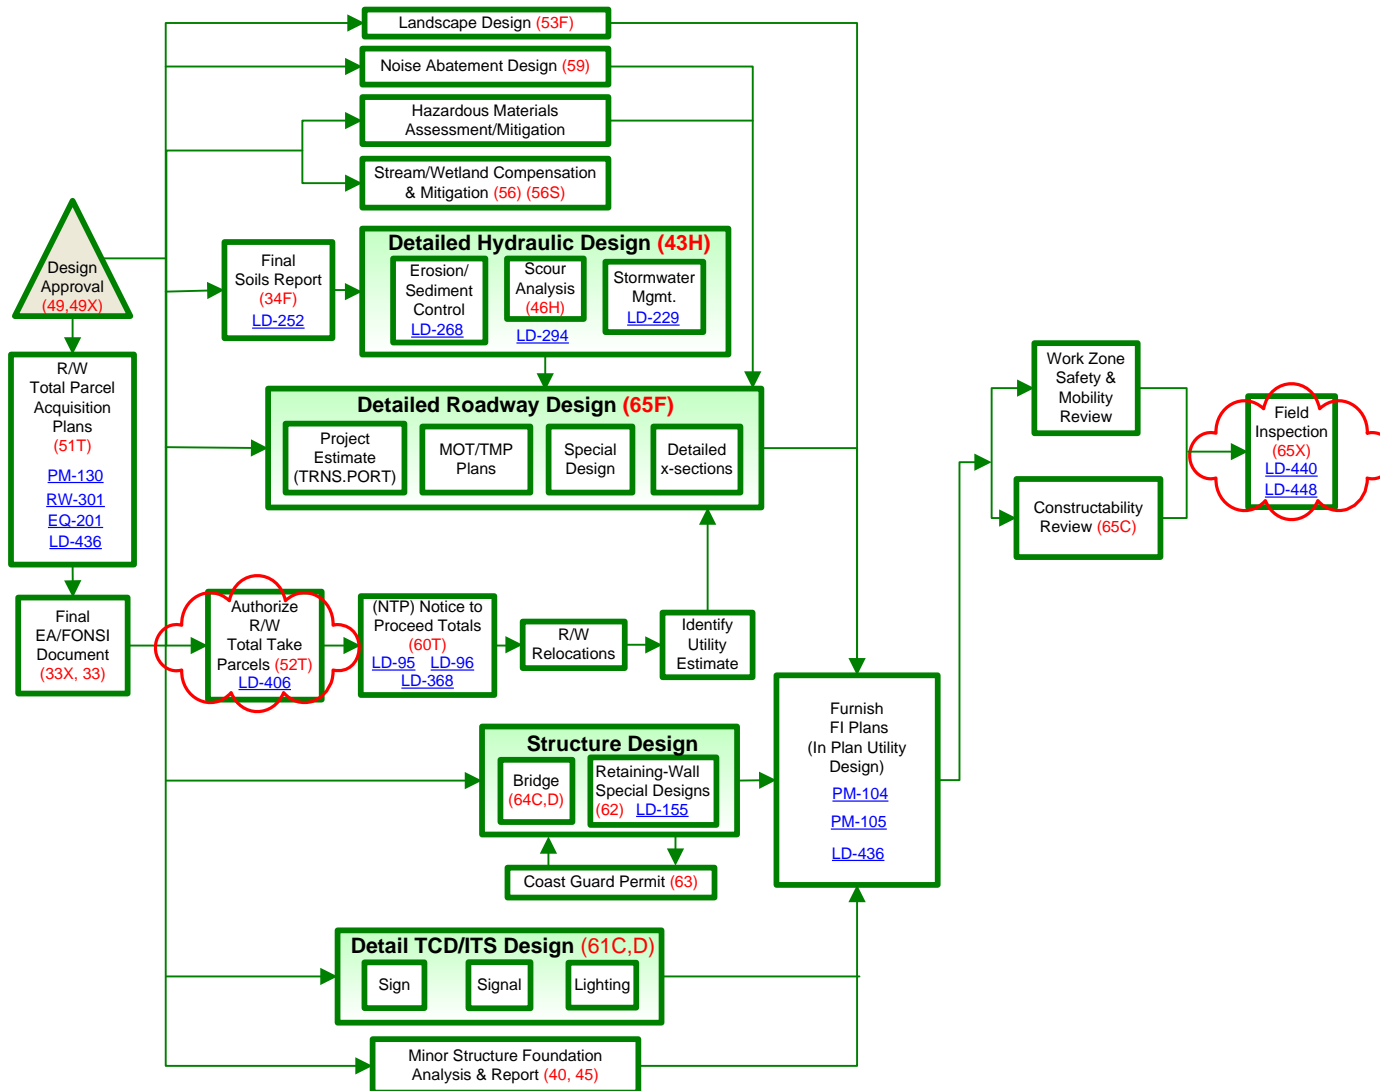 Landscape Design (53F)
Noise Abatement Design (59)
Hazardous Materials
Assessment/Mitigation
Stream/Wetland Compensation
& Mitigation (56) (56S)
Design
Approval
(49,49X)
Final
Soils Report
(34F)
LD-252
Detailed Hydraulic Design (43H)
Erosion/
Sediment
Control
LD-268
Scour
Analysis
(46H)
LD-294
Stormwater
Mgmt.
LD-229
R/W
Total Parcel
Acquisition
Plans
(51T)
PM-130
RW-301
EQ-201
LD-436
Detailed Roadway Design (65F)
Project
Estimate
(TRNS.PORT)
MOT/TMP
Plans
Special
Design
Detailed
x-sections
Work Zone
Safety &
Mobility
Review
Constructability
Review (65C)
Field
Inspection
(65X)
LD-440
LD-448
Final
EA/FONSI
Document
(33X, 33)
Authorize
R/W
Total Take
Parcels (52T)
LD-406
(NTP) Notice to
Proceed Totals
(60T)
LD-95 LD-96
LD-368
R/W
Relocations
Identify
Utility
Estimate
Structure Design
Bridge
(64C,D)
Retaining-Wall
Special Designs
(62) LD-155
Coast Guard Permit (63)
Furnish
FI Plans
(In Plan Utility
Design)
PM-104
PM-105
LD-436
Detail TCD/ITS Design (61C,D)
Sign
Signal
Lighting
Minor Structure Foundation
Analysis & Report (40, 45)